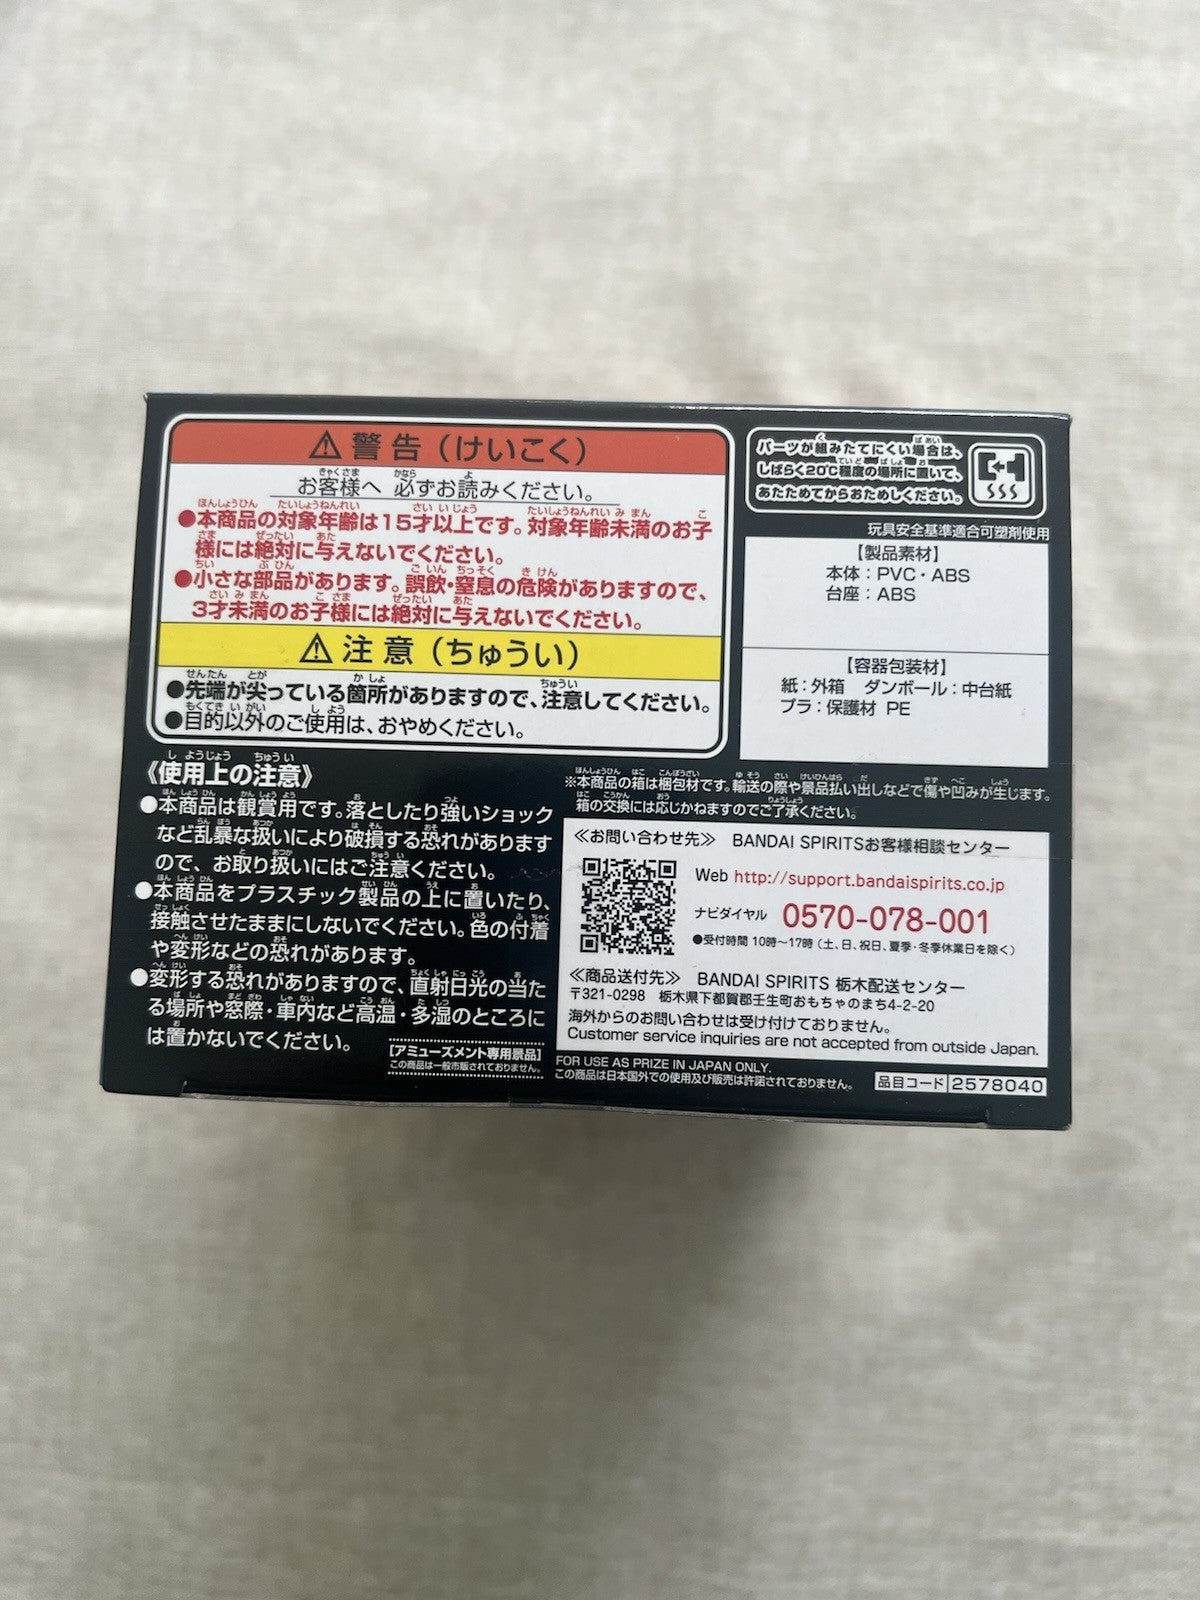 ⚠警告(けいこく)
お客様へ 必ずお読みください。
●本商品の対象年齢は15才以上です。対象年齢未満のお子
様には絶対に与えないでください。
●小さな部品があります。誤飲・窒息の危険がありますので、
3才未満のお子様には絶対に与えないでください。
⚠注意(ちゅうい)
●先端が尖っている箇所がありますので、注意してください。
●目的以外のご使用は、おやめください。
《使用上の注意》
●本商品は観賞用です。落としたり強いショック
など乱暴な扱いにより破損する恐れがあります
ので、お取り扱いにはご注意ください。
●本商品をプラスチック製品の上に置いたり、
接触させたままにしないでください。色の付着
や変形などの恐れがあります。
●変形する恐れがありますので、直射日光の当た
る場所や窓際・車内など高温・多湿のところに
は置かないでください。
【アミューズメント専用景品】
この商品は一般市販されておりません。
パーツが組みたてにくい場合は、
しばらく20℃程度の場所に置いて、
あたためてからおためしください。
玩具安全基準適合可塑剤使用
【製品素材】
本体:PVC・ABS
台座:ABS
【容器包装材】
紙:外箱 ダンボール:中台紙
プラ:保護材 PE
※本商品の箱は梱包材です。輸送の際や景品払い出しなどで傷や凹みが生じます。
箱の交換には応じかねますのでご了承ください。
≪お問い合わせ先≫ BANDAI SPIRITSお客様相談センター
Web http://support.bandaispirits.co.jp
ナビダイヤル 0570-078-001
●受付時間 10時~17時(土、日、祝日、夏季・冬季休業日を除く)
≪商品送付先≫ BANDAI SPIRITS 栃木配送センター
〒321-0298 栃木県下都賀郡壬生町おもちゃのまち4-2-20
海外からのお問い合わせは受け付けておりません。
Customer service inquiries are not accepted from outside Japan.
FOR USE AS PRIZE IN JAPAN ONLY.
この商品は日本国外での使用及び販売は許諾されておりません。
品目コード 2578040